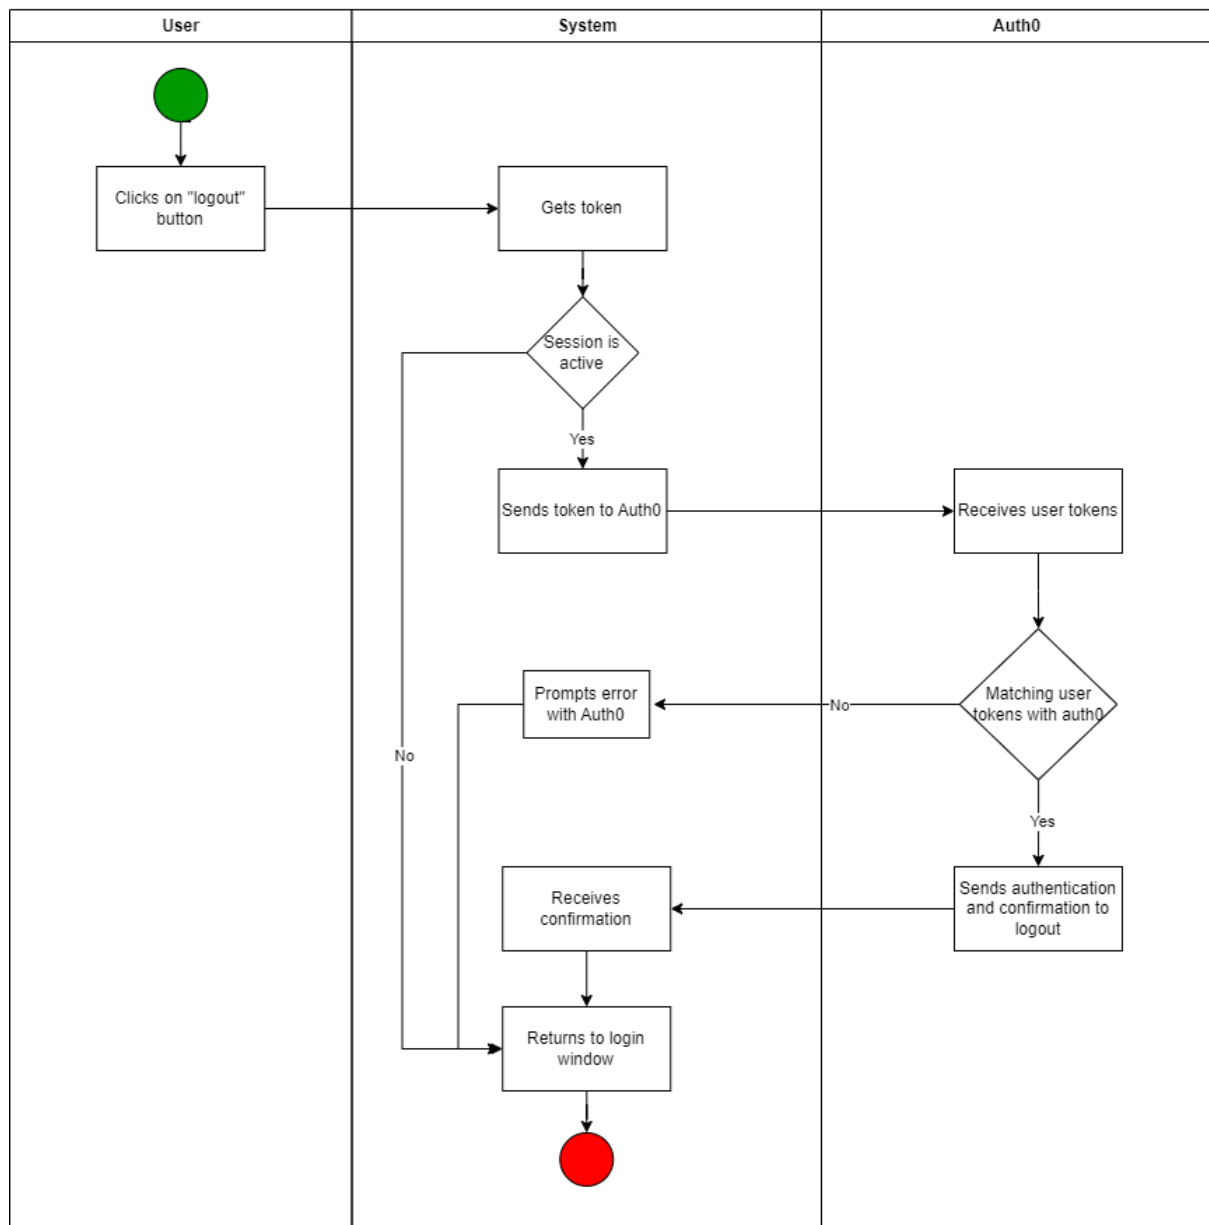 User
System
Auth0
Clicks on "logout"
button
Gets token
Session is
active
Yes
Sends token to Auth0
Receives user tokens
Prompts error
with Auth0
No
Matching user
tokens with auth0
No
Yes
Receives
confirmation
Sends authentication
and confirmation to
logout
Returns to login
window